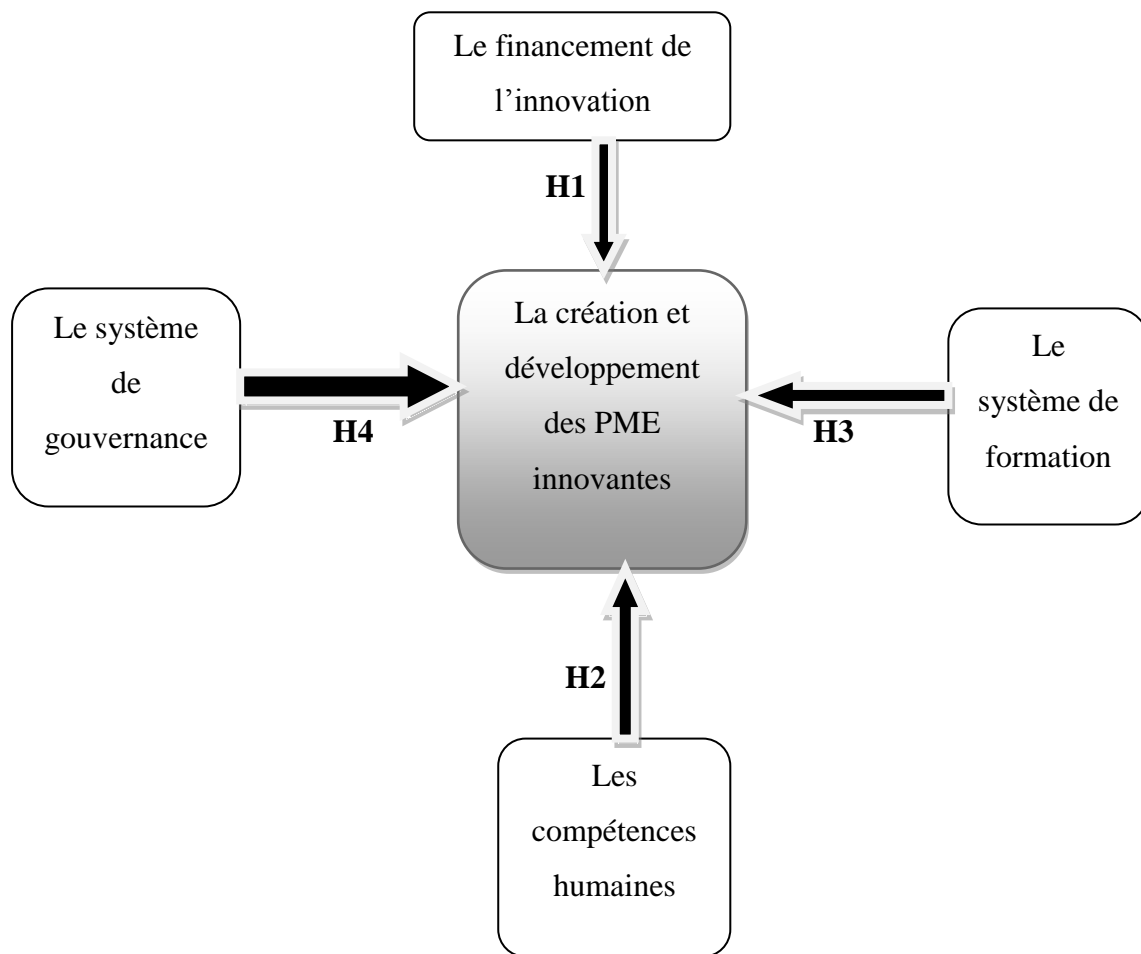 Le financement de
l’innovation
H1
La création et
développement
des PME
innovantes
Le système
de
gouvernance
H4
Le
système de
formation
H3
H2
Les
compétences
humaines